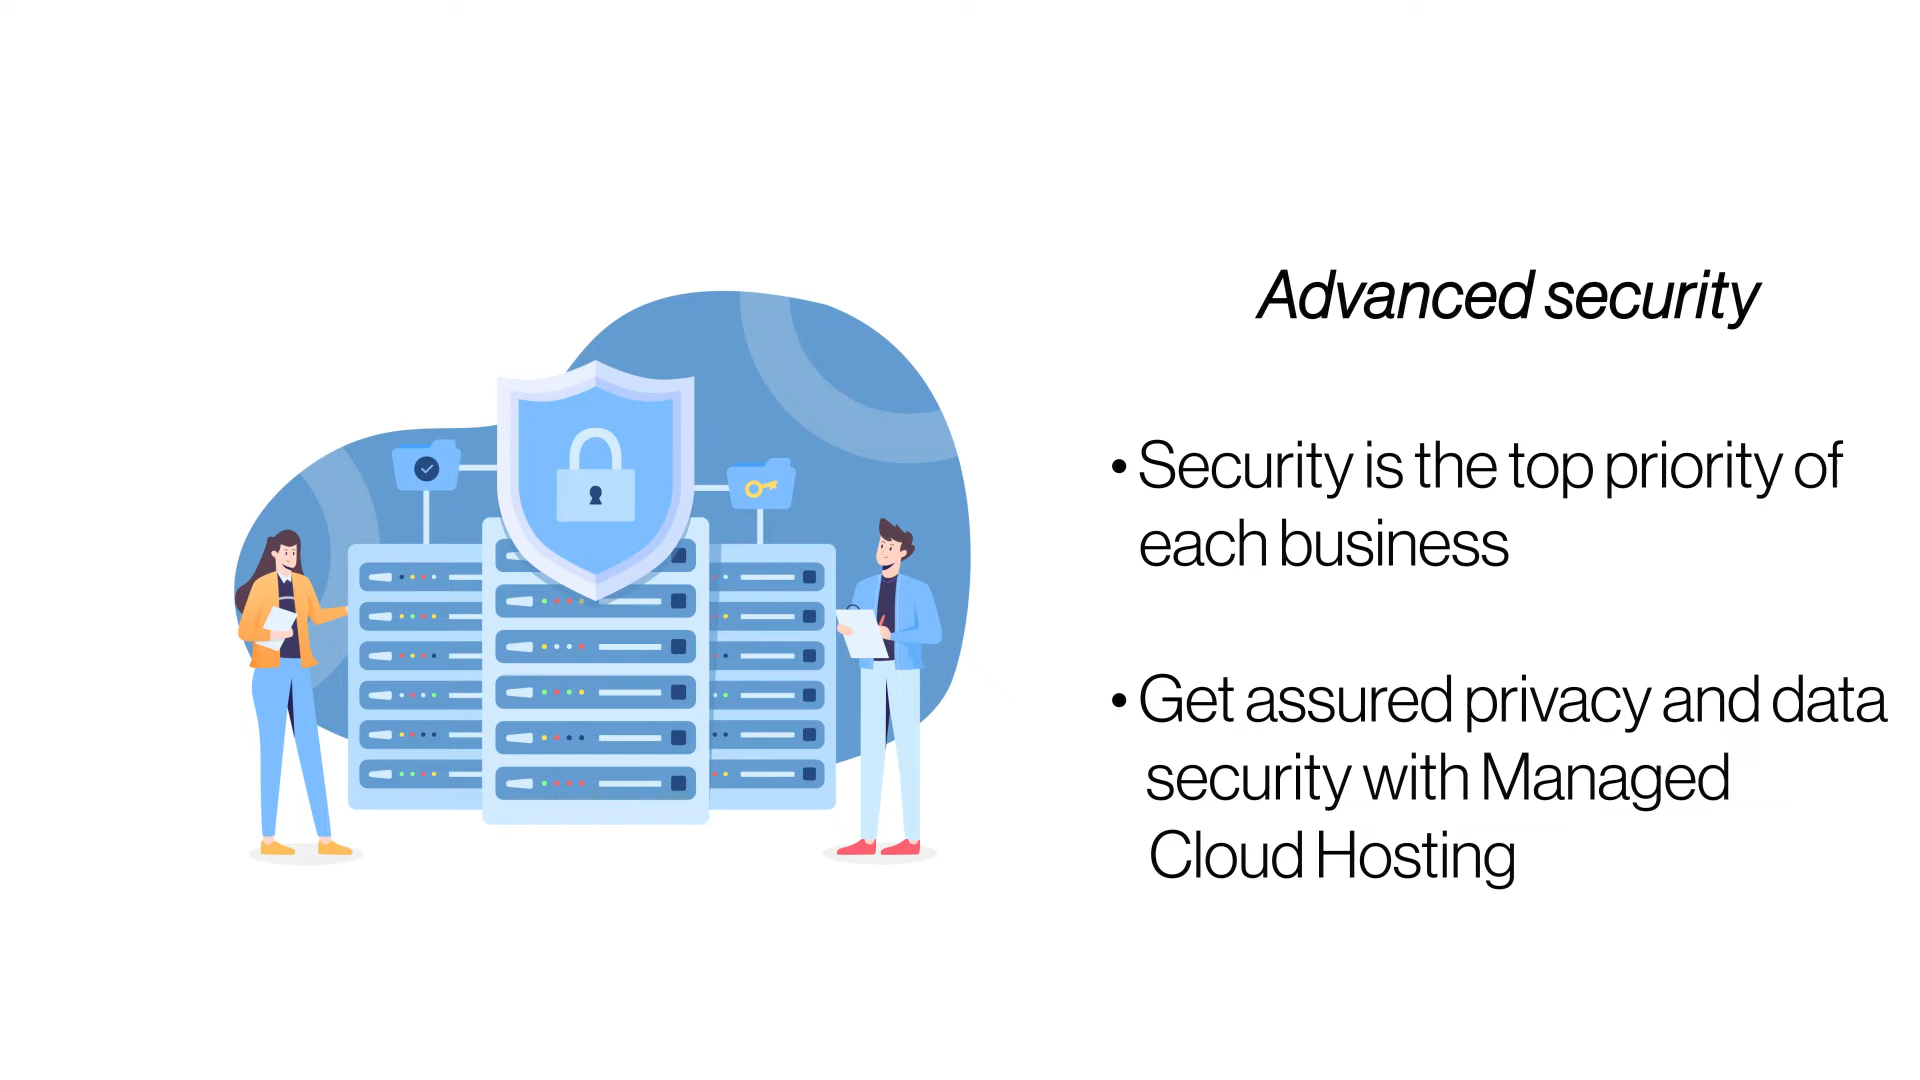 Advanced security
• Security is the top priority of
each business
• Get assured privacy and data
security with Managed
Cloud Hosting